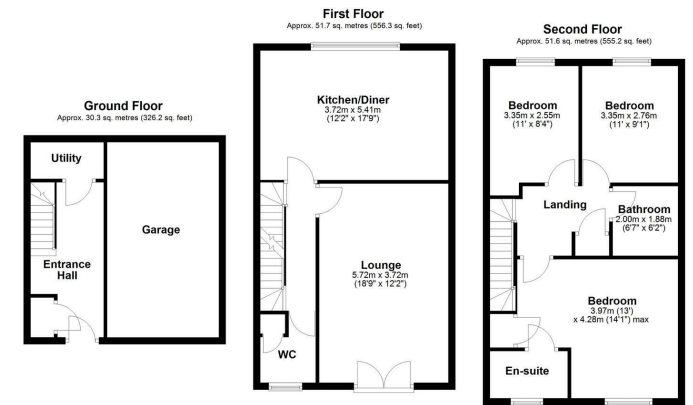 Ground Floor
Approx. 30.3 sq. metres (326.2 sq. feet)
Utility
Garage
Entrance
Hall
First Floor
Approx. 51.7 sq. metres (556.3 sq. feet)
Kitchen/Diner
3.72m x 5.41m
(12'2" x 17'9")
Lounge
5.72m x 3.72m
(18'9" x 12'2")
WC
Second Floor
Approx. 51.6 sq. metres (555.2 sq. feet)
Bedroom
3.35m x 2.55m
(11' x 8'4")
Bedroom
3.35m x 2.76m
(11' x 9'1")
Landing
Bathroom
2.00m x 1.88m
(6'7" x 6'2")
Bedroom
3.97m (13')
x 4.28m (14'1") max
En-suite